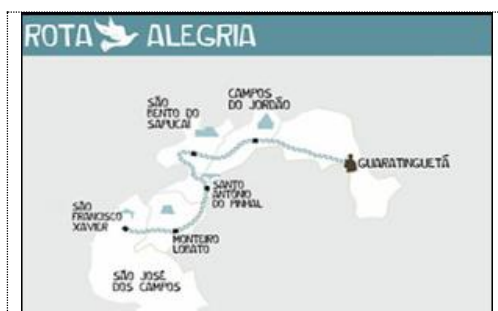 ROTA ALEGRIA
CAMPOS
DO JORDÃO
SÃO
BENTO DO
SAPUCAÍ
GUARATINGUETÁ
SANTO
ANTÔNIO
DO PINHAL
SÃO
FRANCISCO
XAVIER
MONTEIRO
LOBATO
SÃO JOSÉ
DOS CAMPOS